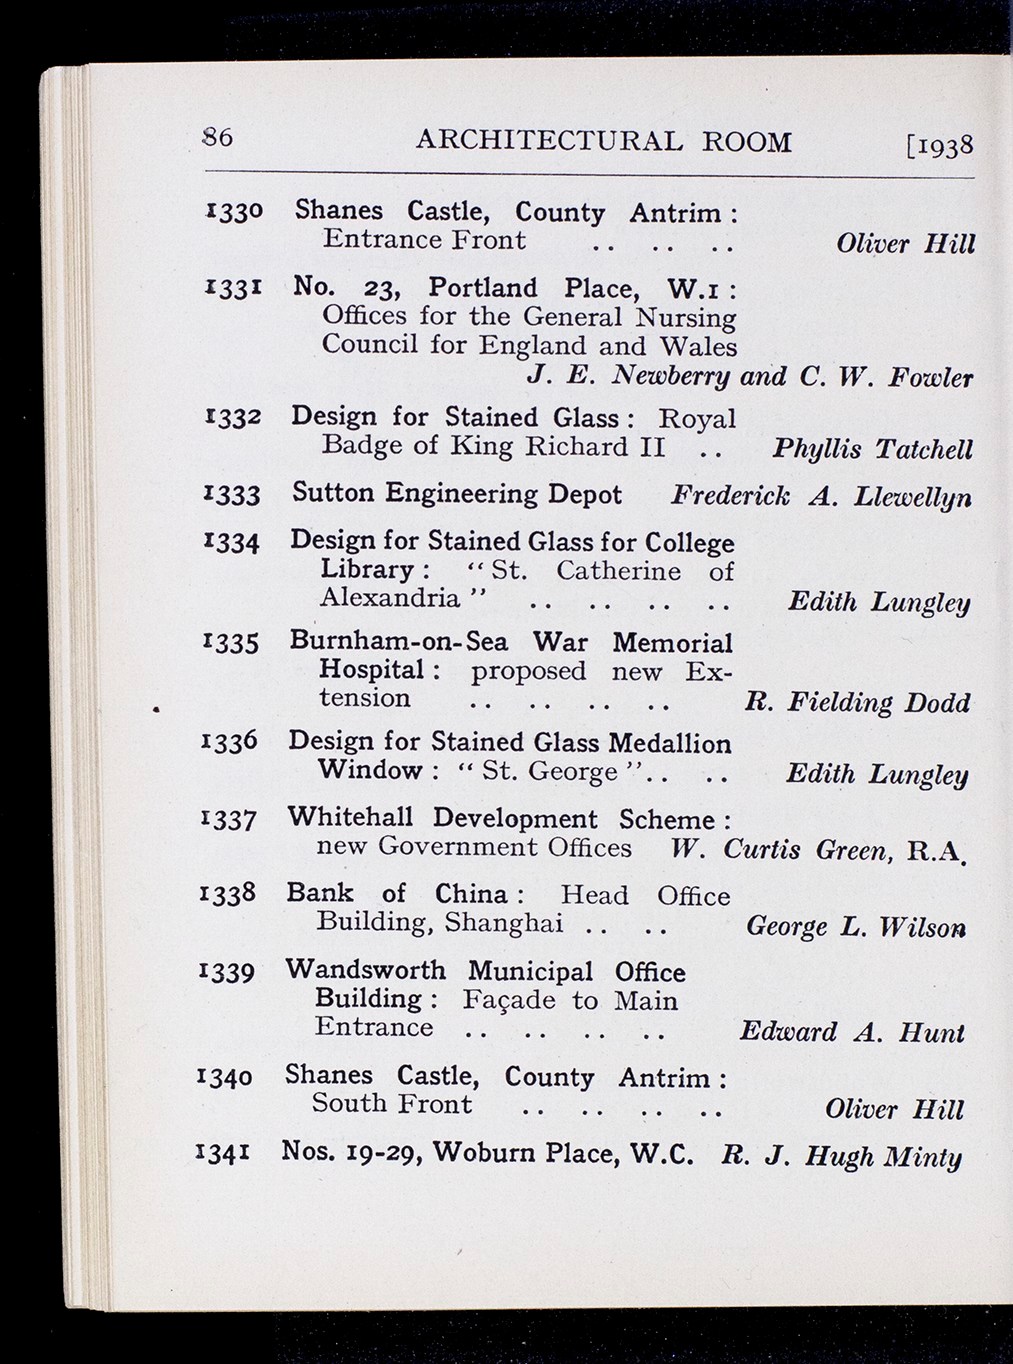 86 ARCHITECTURAL ROOM [1938
1330 Shanes Castle, County Antrim :
Entrance Front .. .. .. Oliver Hill
1331 No. 23, Portland Place, W.1 :
Offices for the General Nursing
Council for England and Wales
J. E. Newberry and C. W. Fowler
1332 Design for Stained Glass : Royal
Badge of King Richard II .. Phyllis Tatchell
1333 Sutton Engineering Depot Frederick A. Llewellyn
1334 Design for Stained Glass for College
Library : “ St. Catherine of
Alexandria ” .. .. .. .. Edith Lungley
1335 Burnham-on-Sea War Memorial
Hospital : proposed new Ex-
tension .. .. .. .. R. Fielding Dodd
1336 Design for Stained Glass Medallion
Window : “ St. George ”.. .. Edith Lungley
1337 Whitehall Development Scheme :
new Government Offices W. Curtis Green, R.A.
1338 Bank of China : Head Office
Building, Shanghai .. .. George L. Wilson
1339 Wandsworth Municipal Office
Building : Façade to Main
Entrance .. .. .. .. Edward A. Hunt
1340 Shanes Castle, County Antrim :
South Front .. .. .. .. Oliver Hill
1341 Nos. 19-29, Woburn Place, W.C. R. J. Hugh Minty